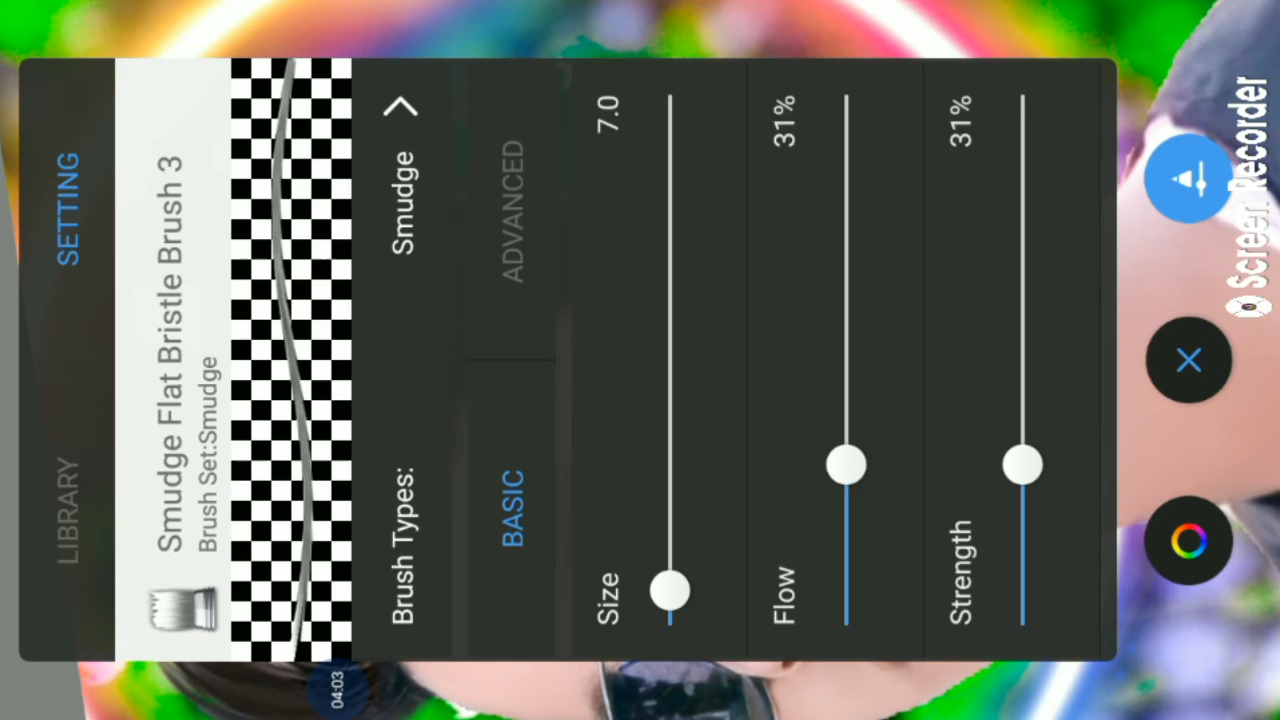 LIBRARY SETTING
Smudge Flat Bristle Brush 3
Brush Set:Smudge
Brush Types: Smudge
BASIC ADVANCED
Size 7.0
Flow 31%
Strength 31%
04:03
Screen Recorder